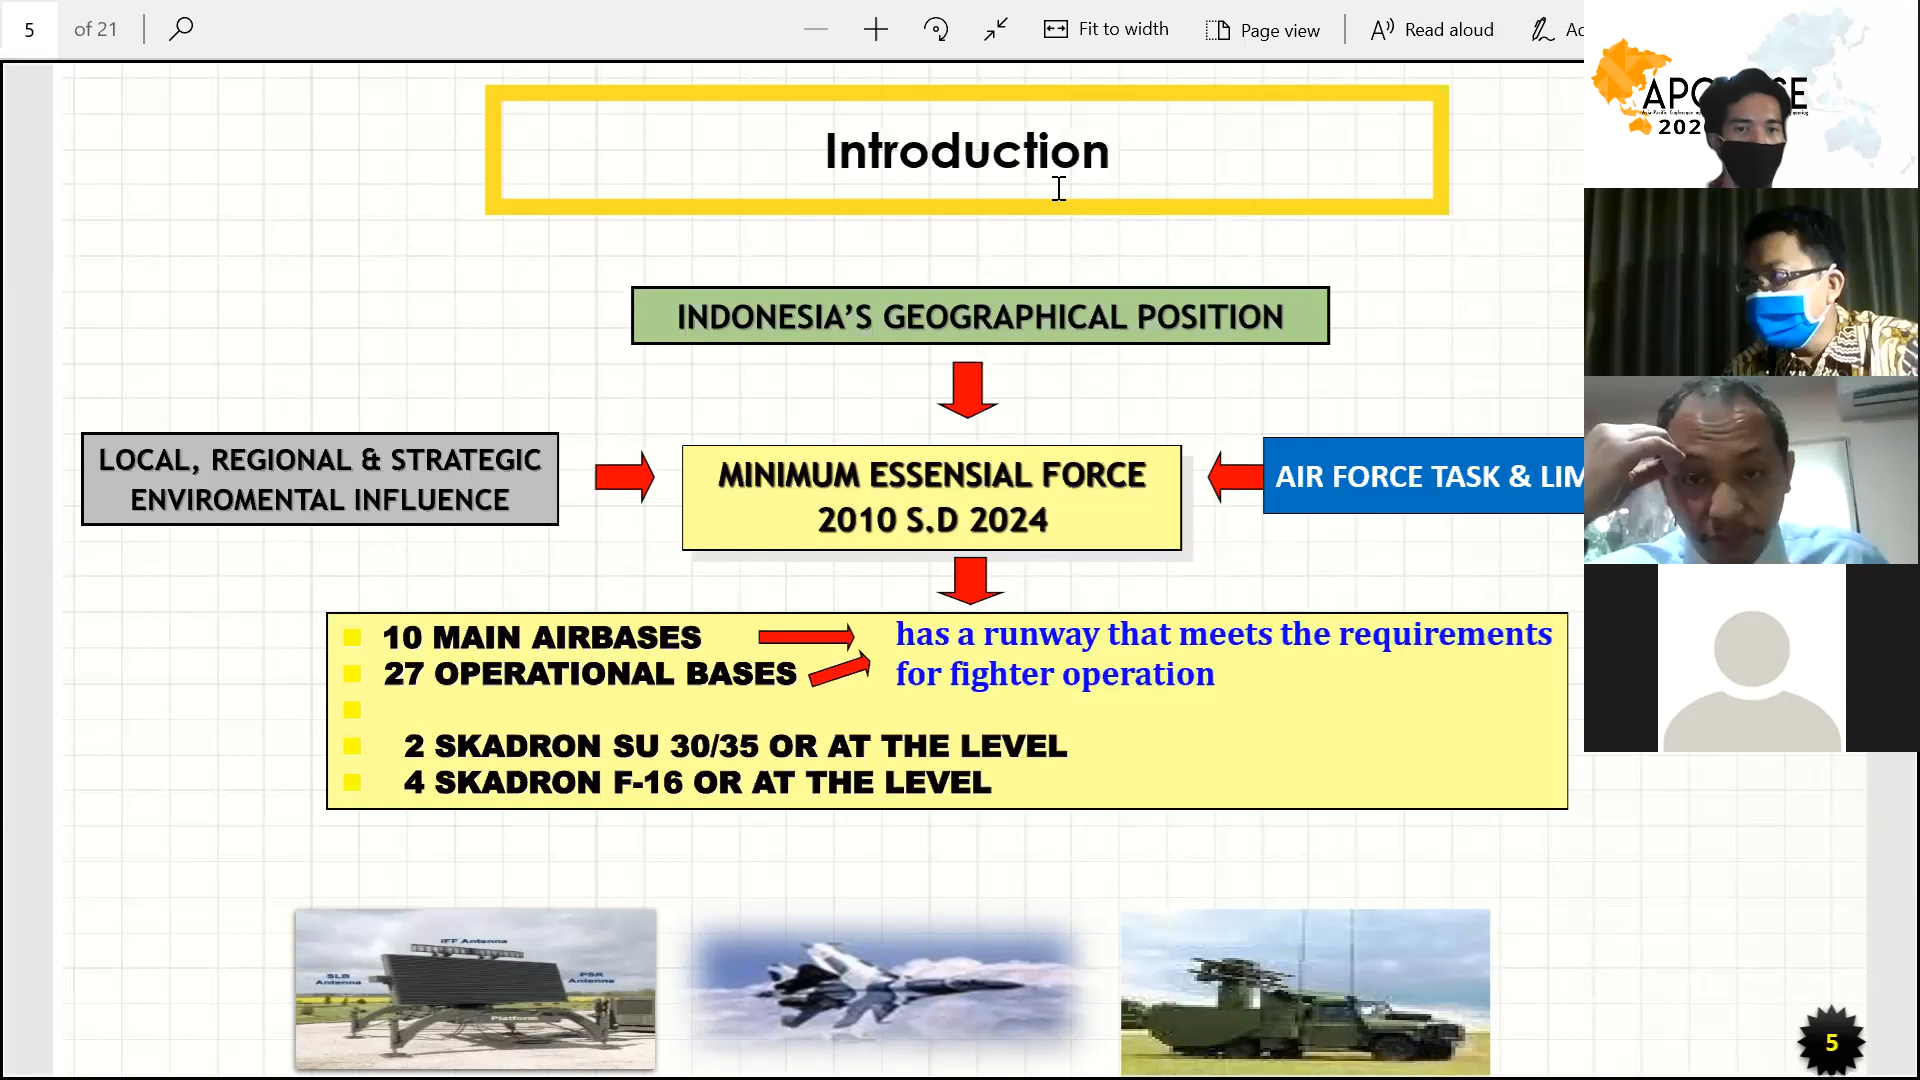 5 of 21
Fit to width
Page view
Read aloud
Introduction
INDONESIA'S GEOGRAPHICAL POSITION
LOCAL, REGIONAL & STRATEGIC
ENVIROMENTAL INFLUENCE
MINIMUM ESSENSIAL FORCE
2010 S.D 2024
AIR FORCE TASK & LIM
10 MAIN AIRBASES
27 OPERATIONAL BASES
has a runway that meets the requirements
for fighter operation
2 SKADRON SU 30/35 OR AT THE LEVEL
4 SKADRON F-16 OR AT THE LEVEL
IFF Antenna
SLB
Antenna
PSR
Antenna
Platform
5